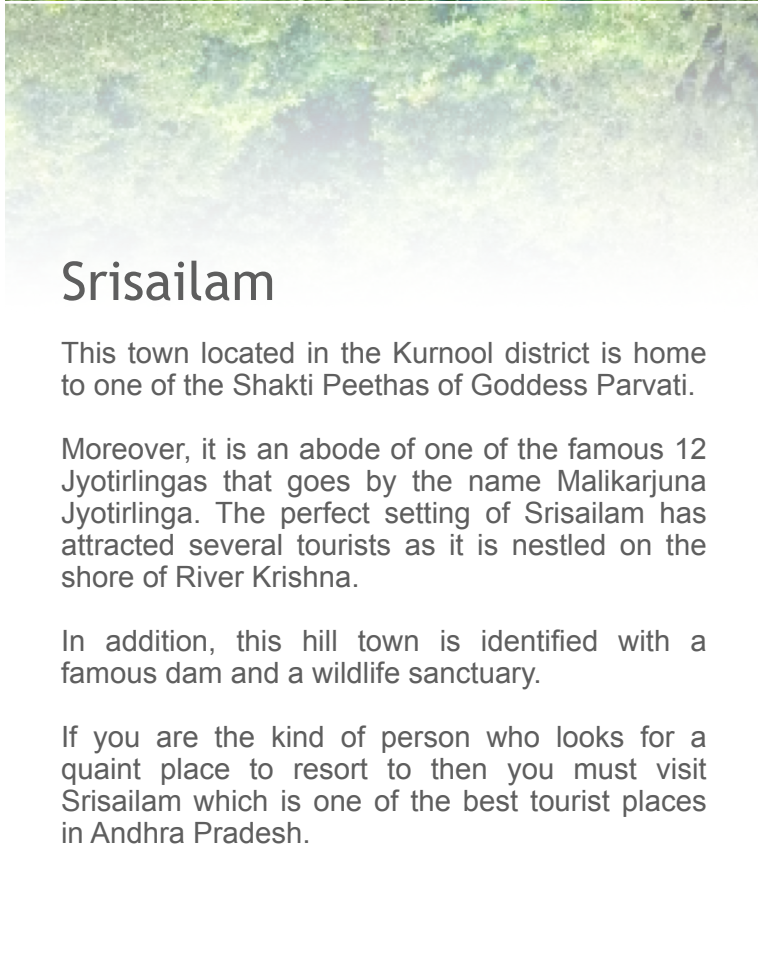 Srisailam
This town located in the Kurnool district is home
to one of the Shakti Peethas of Goddess Parvati.
Moreover, it is an abode of one of the famous 12
Jyotirlingas that goes by the name Malikarjuna
Jyotirlinga. The perfect setting of Srisailam has
attracted several tourists as it is nestled on the
shore of River Krishna.
In addition, this hill town is identified with a
famous dam and a wildlife sanctuary.
If you are the kind of person who looks for a
quaint place to resort to then you must visit
Srisailam which is one of the best tourist places
in Andhra Pradesh.